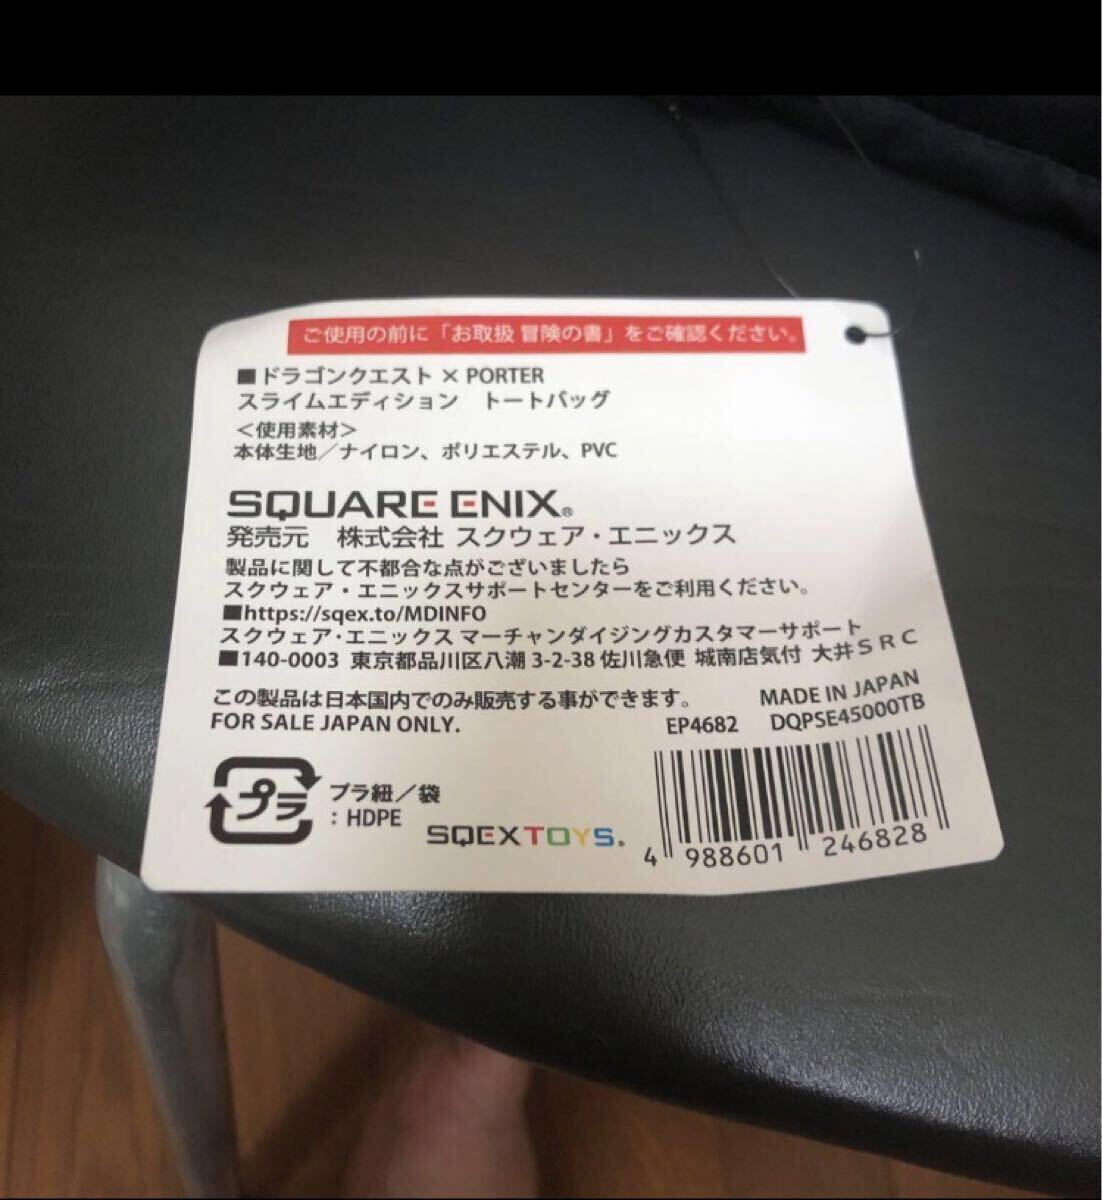 ご使用の前に「お取扱 冒険の書」をご確認ください。
■ドラゴンクエスト × PORTER
スライムエディション　トートバッグ
＜使用素材＞
本体生地／ナイロン、ポリエステル、PVC
SQUARE ENIX®
発売元　株式会社 スクウェア・エニックス
製品に関して不都合な点がございましたら
スクウェア・エニックスサポートセンターをご利用ください。
■https://sqex.to/MDINFO
スクウェア・エニックス マーチャンダイジングカスタマーサポート
■140-0003 東京都品川区八潮 3-2-38 佐川急便 城南店気付 大井ＳＲＣ
この製品は日本国内でのみ販売する事ができます。
FOR SALE JAPAN ONLY.
MADE IN JAPAN
EP4682 DQPSE45000TB
プラ
プラ紐／袋
：HDPE
SQEXTOYS.
4 988601 246828